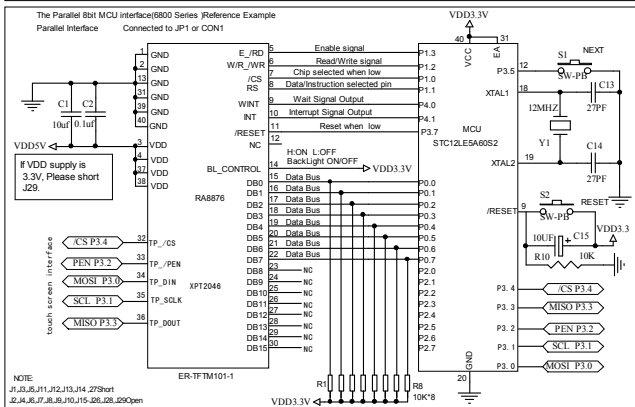 The Parallel 8bit MCU interface(6800 Series )Reference Example
Parallel Interface Connected to JP1 or CON1
VDD3.3V
1 GND
2 GND
13 GND
31 GND
39 GND
40 GND
C1 C2
10uf 0.1uf
VDD5V
3 VDD
4 VDD
37 VDD
38 VDD
If VDD supply is
3.3V, Please short
J29.
E_/RD 5 Enable signal P1.3
W/R_/WR 6 Read/Write signal P1.2
/CS 7 Chip selected when low P1.0
RS 8 Data/Instruction selected pin P1.1
WINT 9 Wait Signal Output P4.0
INT 10 Interrupt Signal Output P4.1
/RESET 11 Reset when low P3.7
NC 12
H:ON L:OFF
BL_CONTROL 14 BackLight ON/OFF VDD3.3V
RA8876
DB0 15 Data Bus P0.0
DB1 16 Data Bus P0.1
DB2 17 Data Bus P0.2
DB3 18 Data Bus P0.3
DB4 19 Data Bus P0.4
DB5 20 Data Bus P0.5
DB6 21 Data Bus P0.6
DB7 22 Data Bus P0.7
DB8 23 NC P2.0
DB9 24 NC P2.1
DB10 25 NC P2.2
DB11 26 NC P2.3
DB12 27 NC P2.4
DB13 28 NC P2.5
DB14 29 NC P2.6
DB15 30 NC P2.7
touch screen interface
/CS P3.4 32 TP_/CS
PEN P3.2 33 TP_/PEN
MOSI P3.0 34 TP_DIN
SCL P3.1 35 TP_SCLK
MISO P3.3 36 TP_DOUT
XPT2046
ER-TFTM101-1
40 31
VCC EA
MCU
STC12LE5A60S2
P3.5 12 S1 NEXT
SW-PB
XTAL1 18 C13
12MHZ 27PF
Y1
C14
XTAL2 19
27PF
S2
RESET
/RESET 9 SW-PB
VDD3.3
10UF + C15
R10 10K
P3. 4 /CS P3.4
P3. 3 MISO P3.3
P3. 2 PEN P3.2
P3. 1 SCL P3.1
P3. 0 MOSI P3.0
GND
20
R1 R8
10K*8
VDD3.3V
NOTE:
J1,J3,J5,J11,J12,J13,J14 ,27Short
J2,J4,J6,J7,J8,J9,J10,J15-J26,J28,J29Open